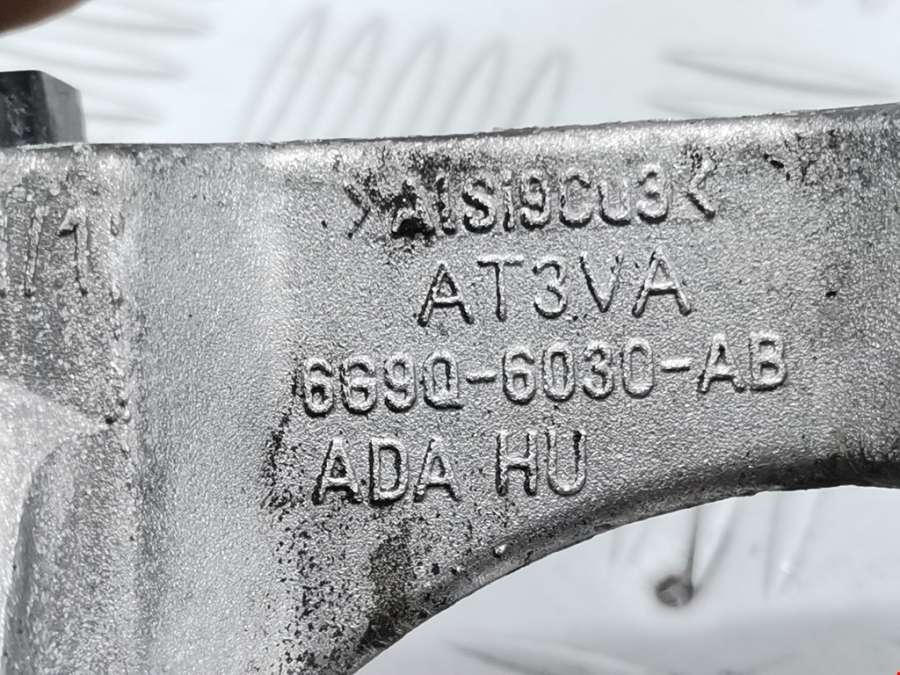 >AlSi9Cu3<
AT3VA
6G9Q-6030-AB
ADA HU